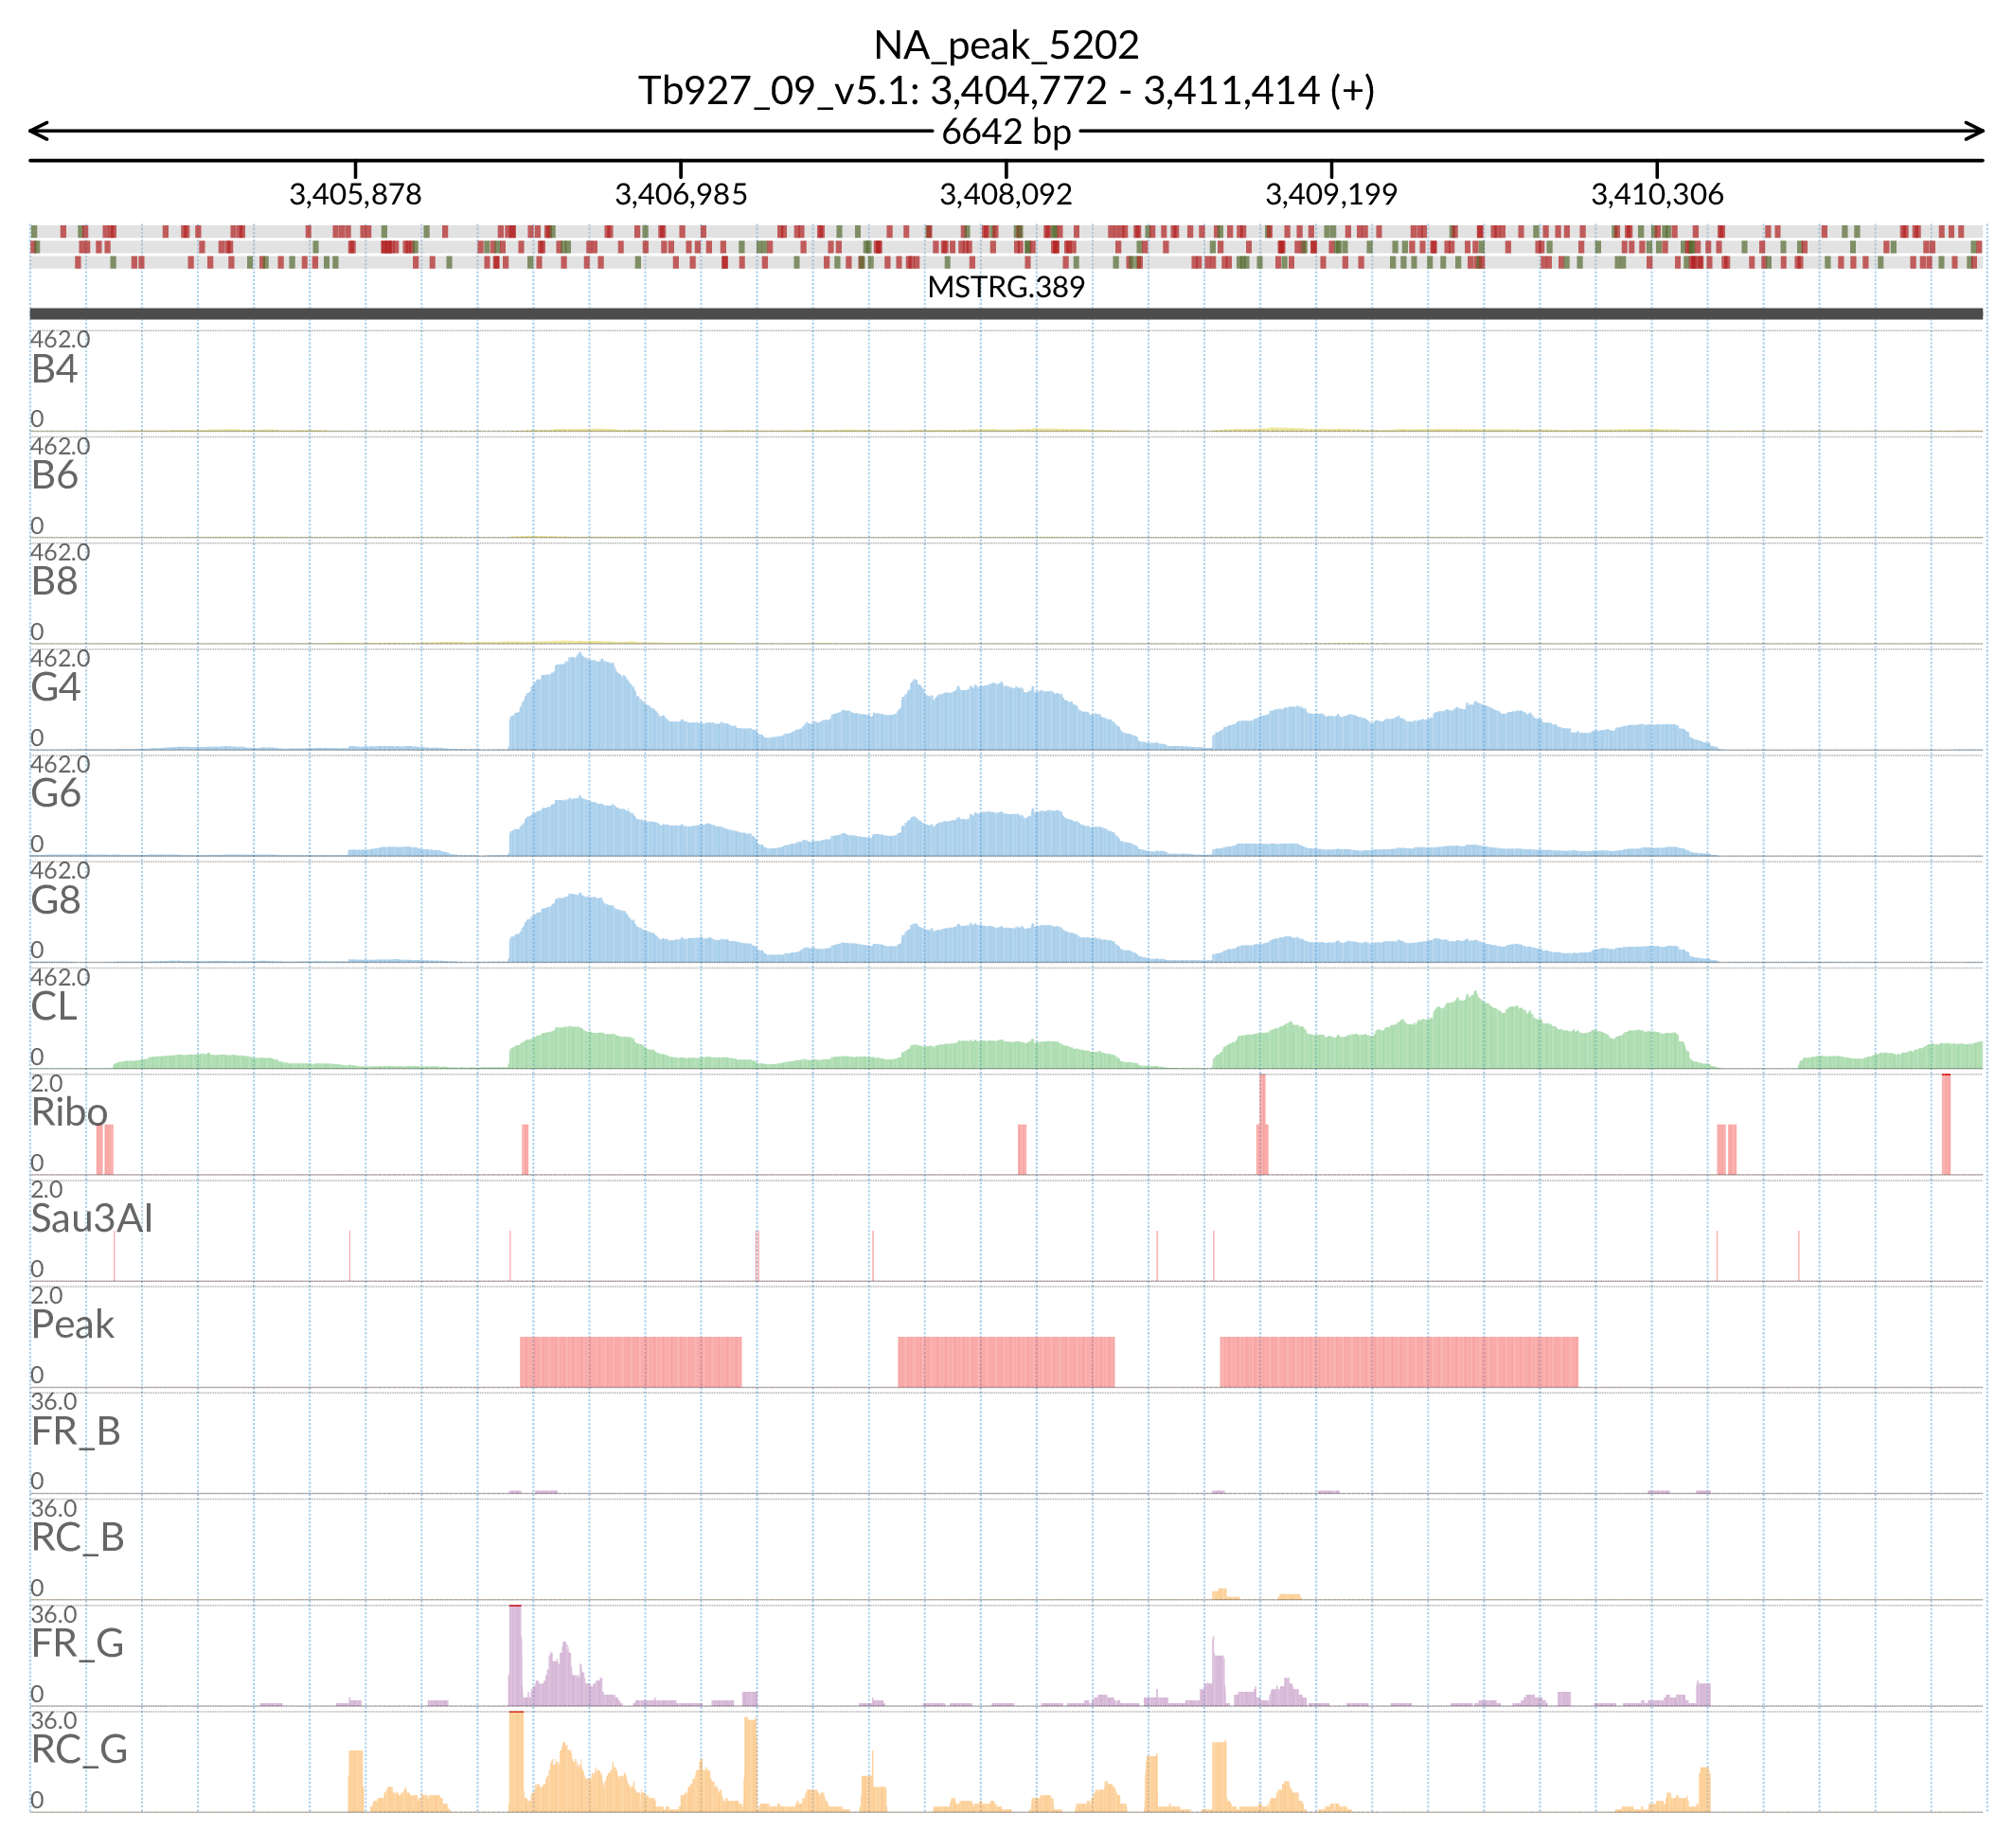 NA_peak_5202
Tb927_09_v5.1: 3,404,772 - 3,411,414 (+)
6642 bp
3,405,878 3,406,985 3,408,092 3,409,199 3,410,306
MSTRG.389
462.0
B4
0
462.0
B6
0
462.0
B8
0
462.0
G4
0
462.0
G6
0
462.0
G8
0
462.0
CL
0
2.0
Ribo
0
2.0
Sau3AI
0
2.0
Peak
0
36.0
FR_B
0
36.0
RC_B
0
36.0
FR_G
0
36.0
RC_G
0